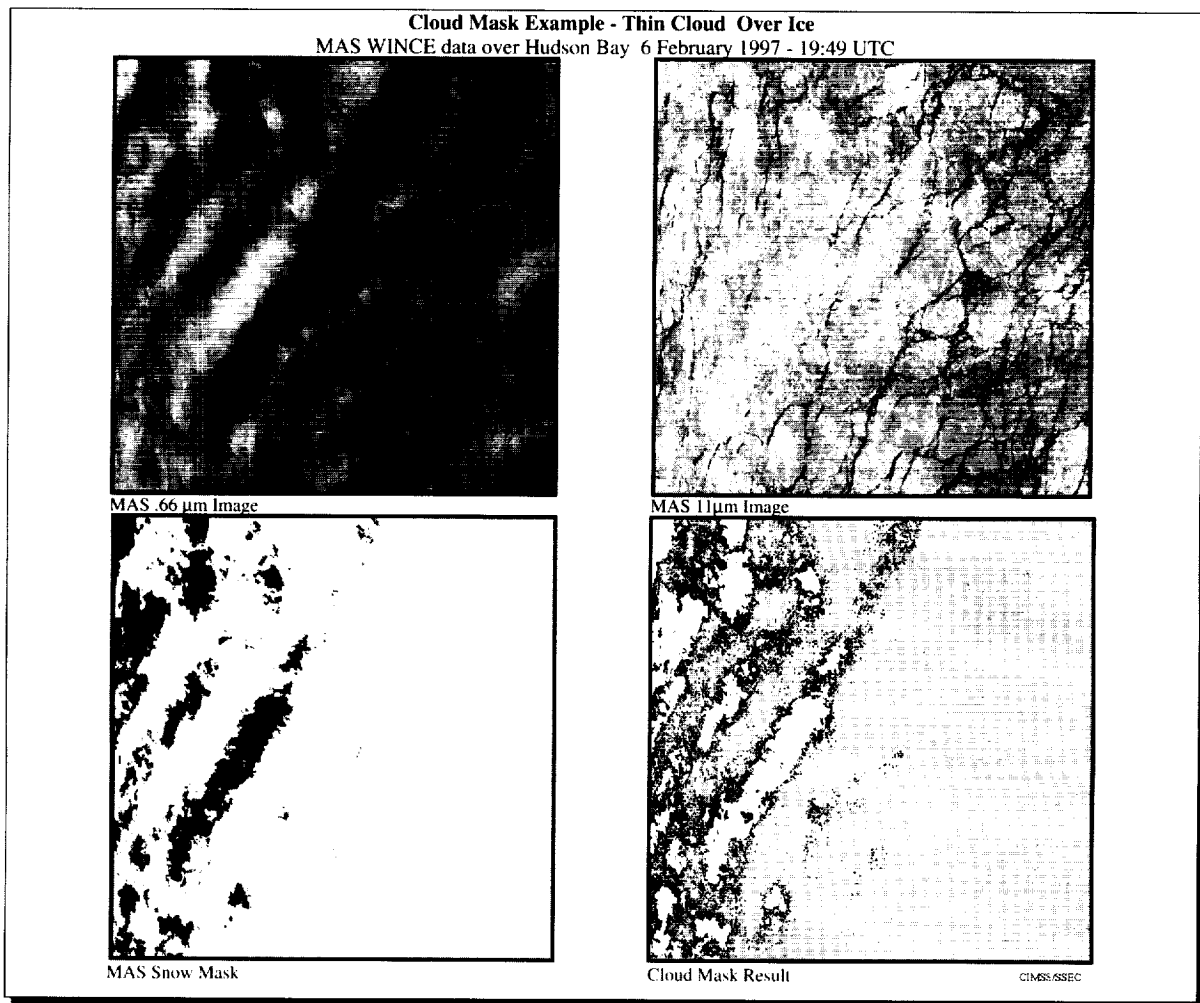 Cloud Mask Example - Thin Cloud Over Ice
MAS WINCE data over Hudson Bay 6 February 1997 - 19:49 UTC
MAS .66 μm Image
MAS 11μm Image
MAS Snow Mask
Cloud Mask Result
CIMSS/SSEC